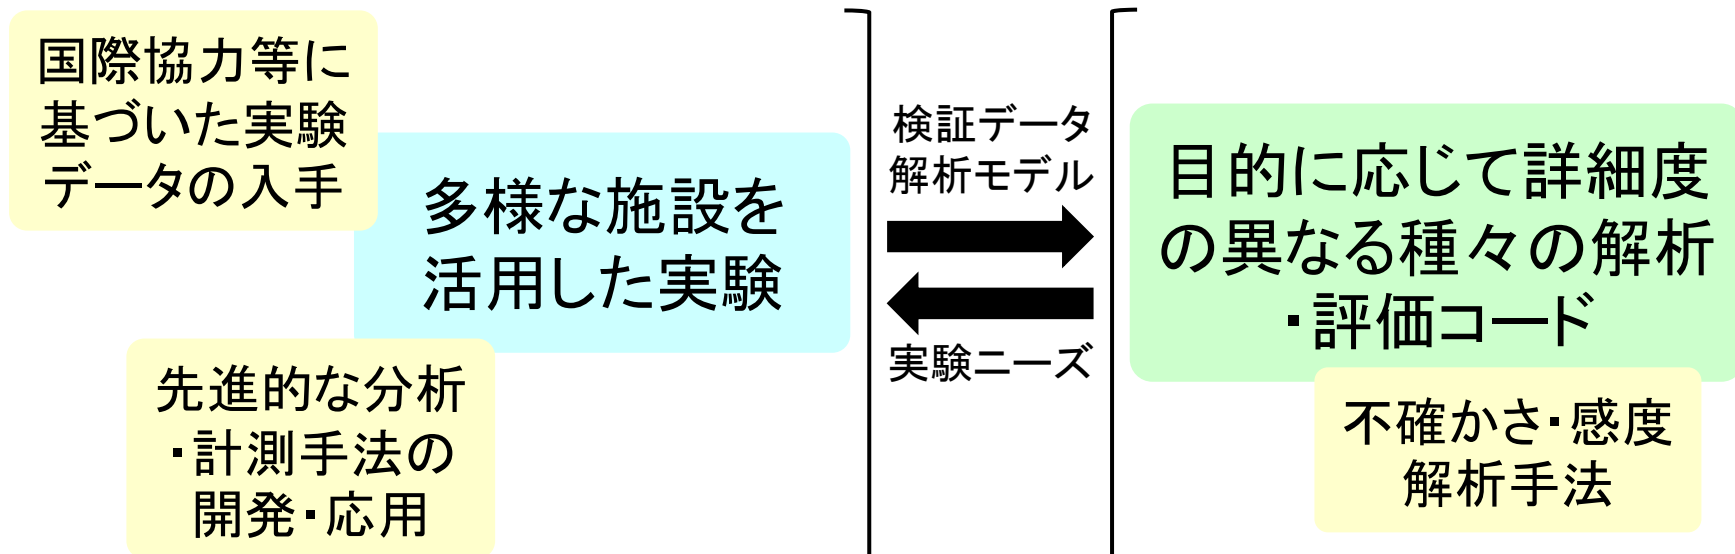 国際協力等に
基づいた実験
データの入手
多様な施設を
活用した実験
先進的な分析
・計測手法の
開発・応用
検証データ
解析モデル
実験ニーズ
目的に応じて詳細度
の異なる種々の解析
・評価コード
不確かさ・感度
解析手法